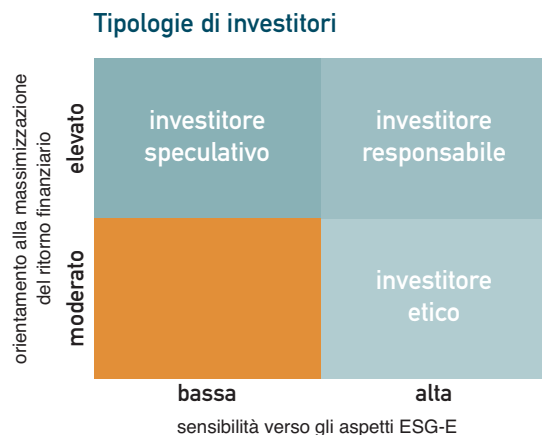 Tipologie di investitori
orientamento alla massimizzazione
del ritorno finanziario
elevato
moderato
investitore
speculativo
investitore
responsabile
investitore
etico
bassa
alta
sensibilità verso gli aspetti ESG-E